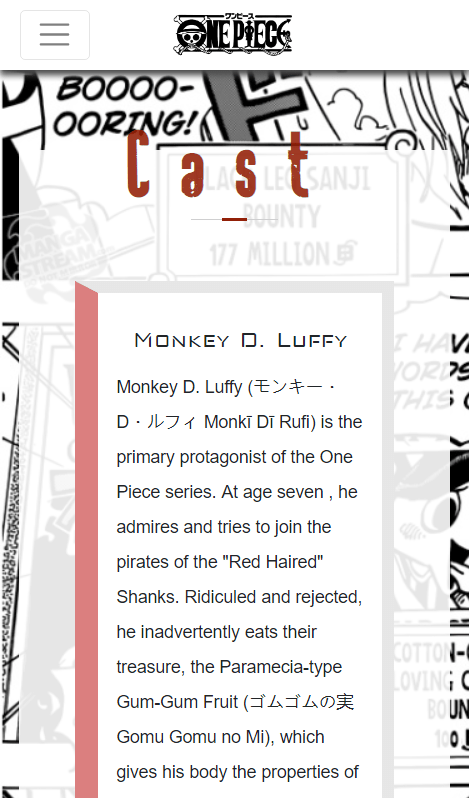 ワンピース
ONE PIECE
BOOOO-
OORING!
Cast
BLACK LEG SANJI
BOUNTY
177 MILLION
MANGA
STREAM
Monkey D. Luffy
Monkey D. Luffy (モンキー・
D・ルフィ Monkī Dī Rufi) is the
primary protagonist of the One
Piece series. At age seven , he
admires and tries to join the
pirates of the "Red Haired"
Shanks. Ridiculed and rejected,
he inadvertently eats their
treasure, the Paramecia-type
Gum-Gum Fruit (ゴムゴムの実
Gomu Gomu no Mi), which
gives his body the properties of
I HA
WORDS
THIS
COTTON-
LOVING